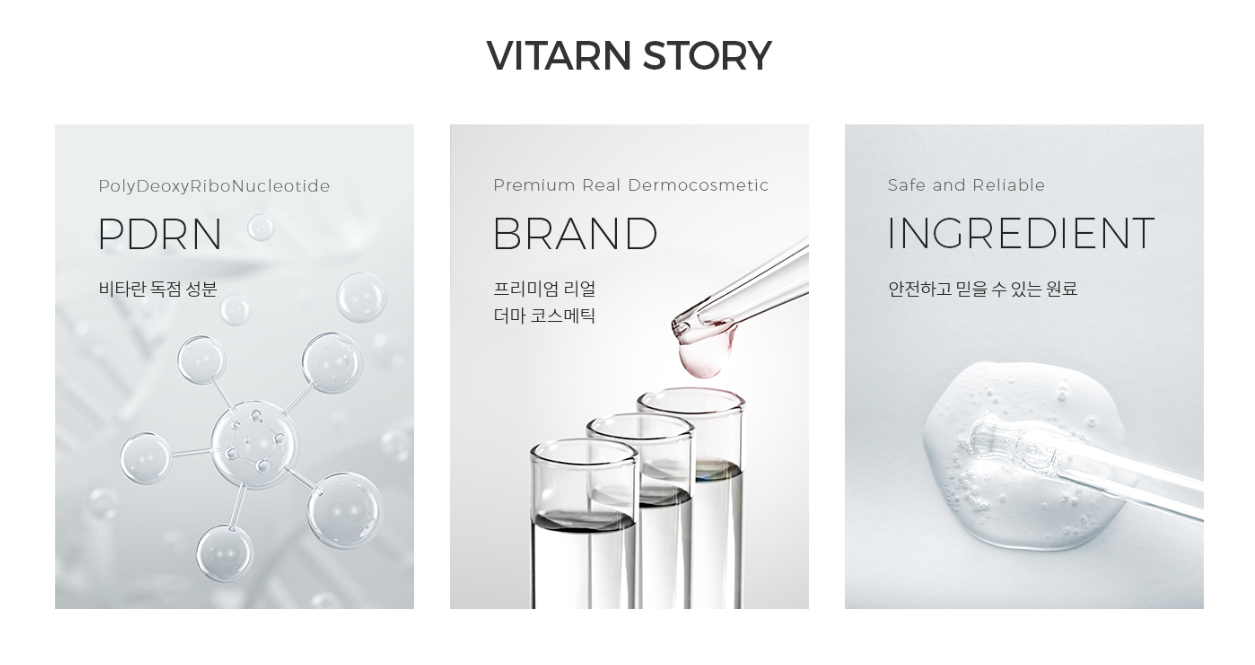 VITARN STORY
PolyDeoxyRiboNucleotide
PDRN
비타란 독점 성분
Premium Real Dermocosmetic
BRAND
프리미엄 리얼
더마 코스메틱
Safe and Reliable
INGREDIENT
안전하고 믿을 수 있는 원료